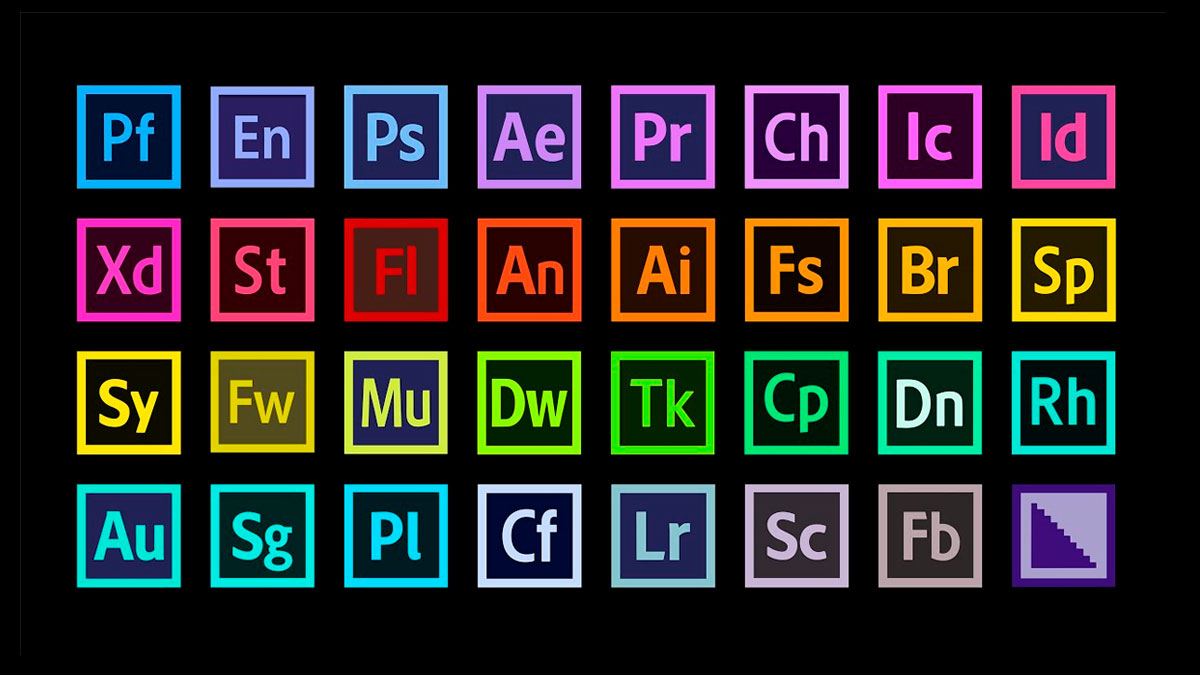 Pf En Ps Ae Pr Ch Ic Id
Xd St Fl An Ai Fs Br Sp
Sy Fw Mu Dw Tk Cp Dn Rh
Au Sg Pl Cf Lr Sc Fb